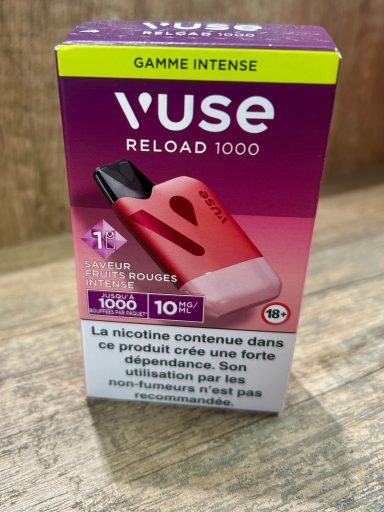 VUSE
RELOAD 1000
GAMME INTENSE
VUSE
RELOAD 1000
VUSE
1
SAVEUR
FRUITS ROUGES
INTENSE
JUSQU'À
1000
BOUFFÉES PAR PAQUET*
10 MG/ML
18+
La nicotine contenue dans
ce produit crée une forte
dépendance. Son
utilisation par les
non-fumeurs n'est pas
recommandée.